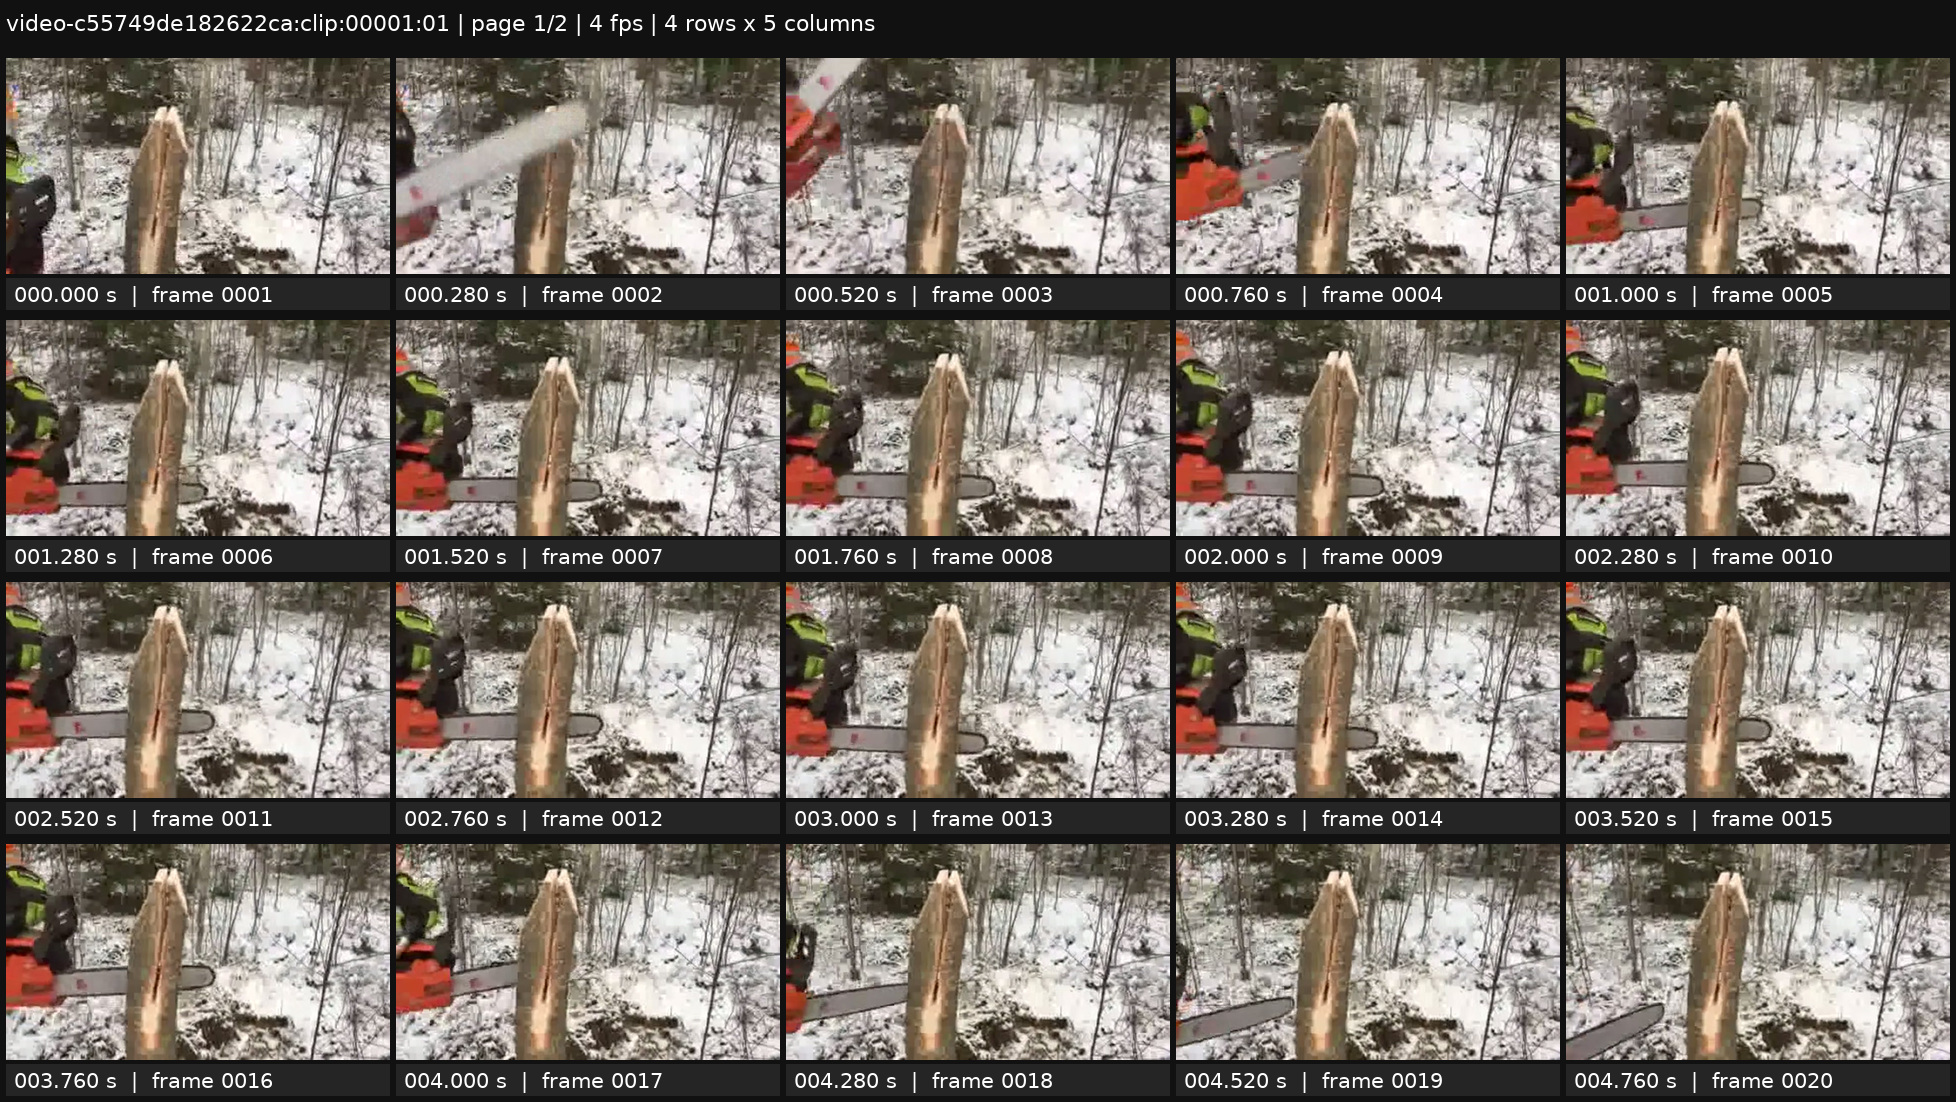 video-c55749de182622ca:clip:00001:01 | page 1/2 | 4 fps | 4 rows x 5 columns
000.000 s | frame 0001
000.280 s | frame 0002
000.520 s | frame 0003
000.760 s | frame 0004
001.000 s | frame 0005
001.280 s | frame 0006
001.520 s | frame 0007
001.760 s | frame 0008
002.000 s | frame 0009
002.280 s | frame 0010
002.520 s | frame 0011
002.760 s | frame 0012
003.000 s | frame 0013
003.280 s | frame 0014
003.520 s | frame 0015
003.760 s | frame 0016
004.000 s | frame 0017
004.280 s | frame 0018
004.520 s | frame 0019
004.760 s | frame 0020